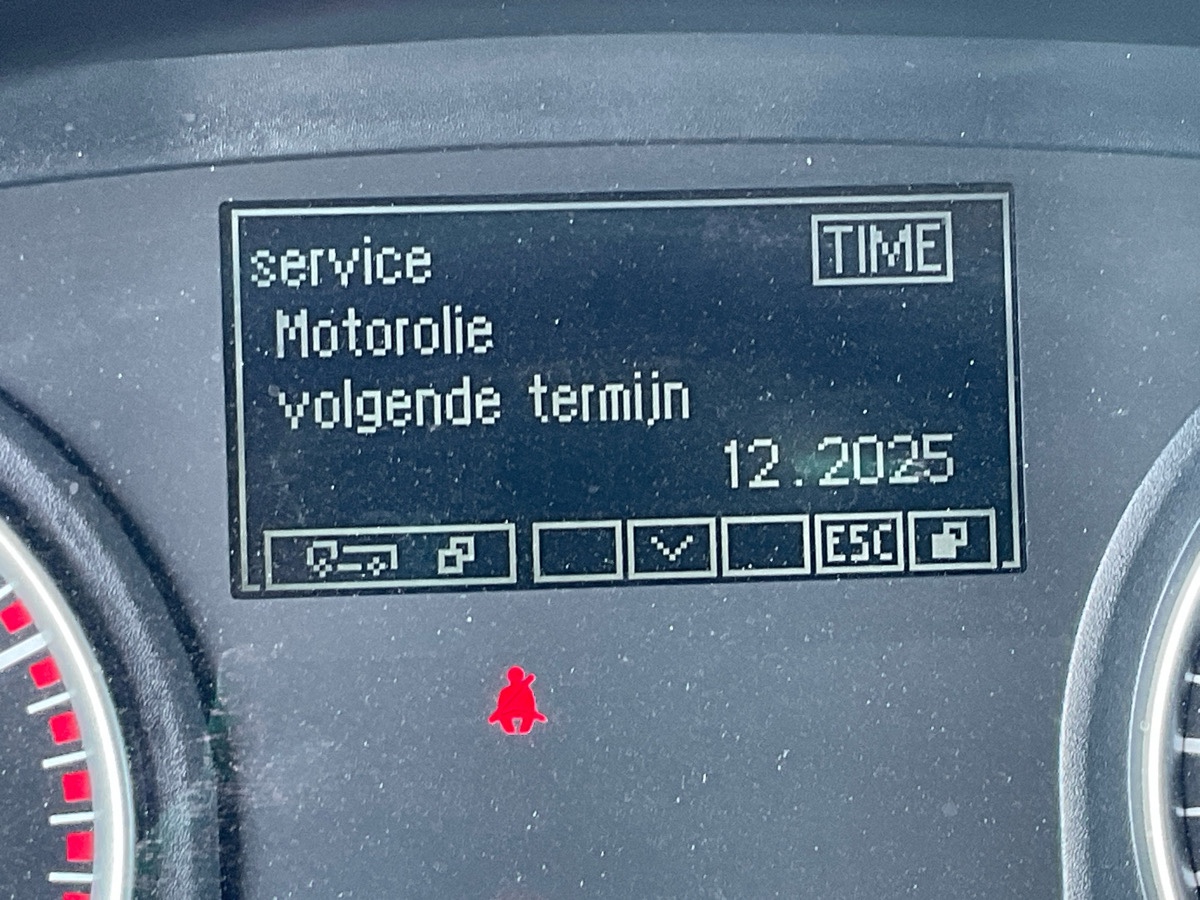 service TIME
Motorolie
volgende termijn
12.2025
ESC